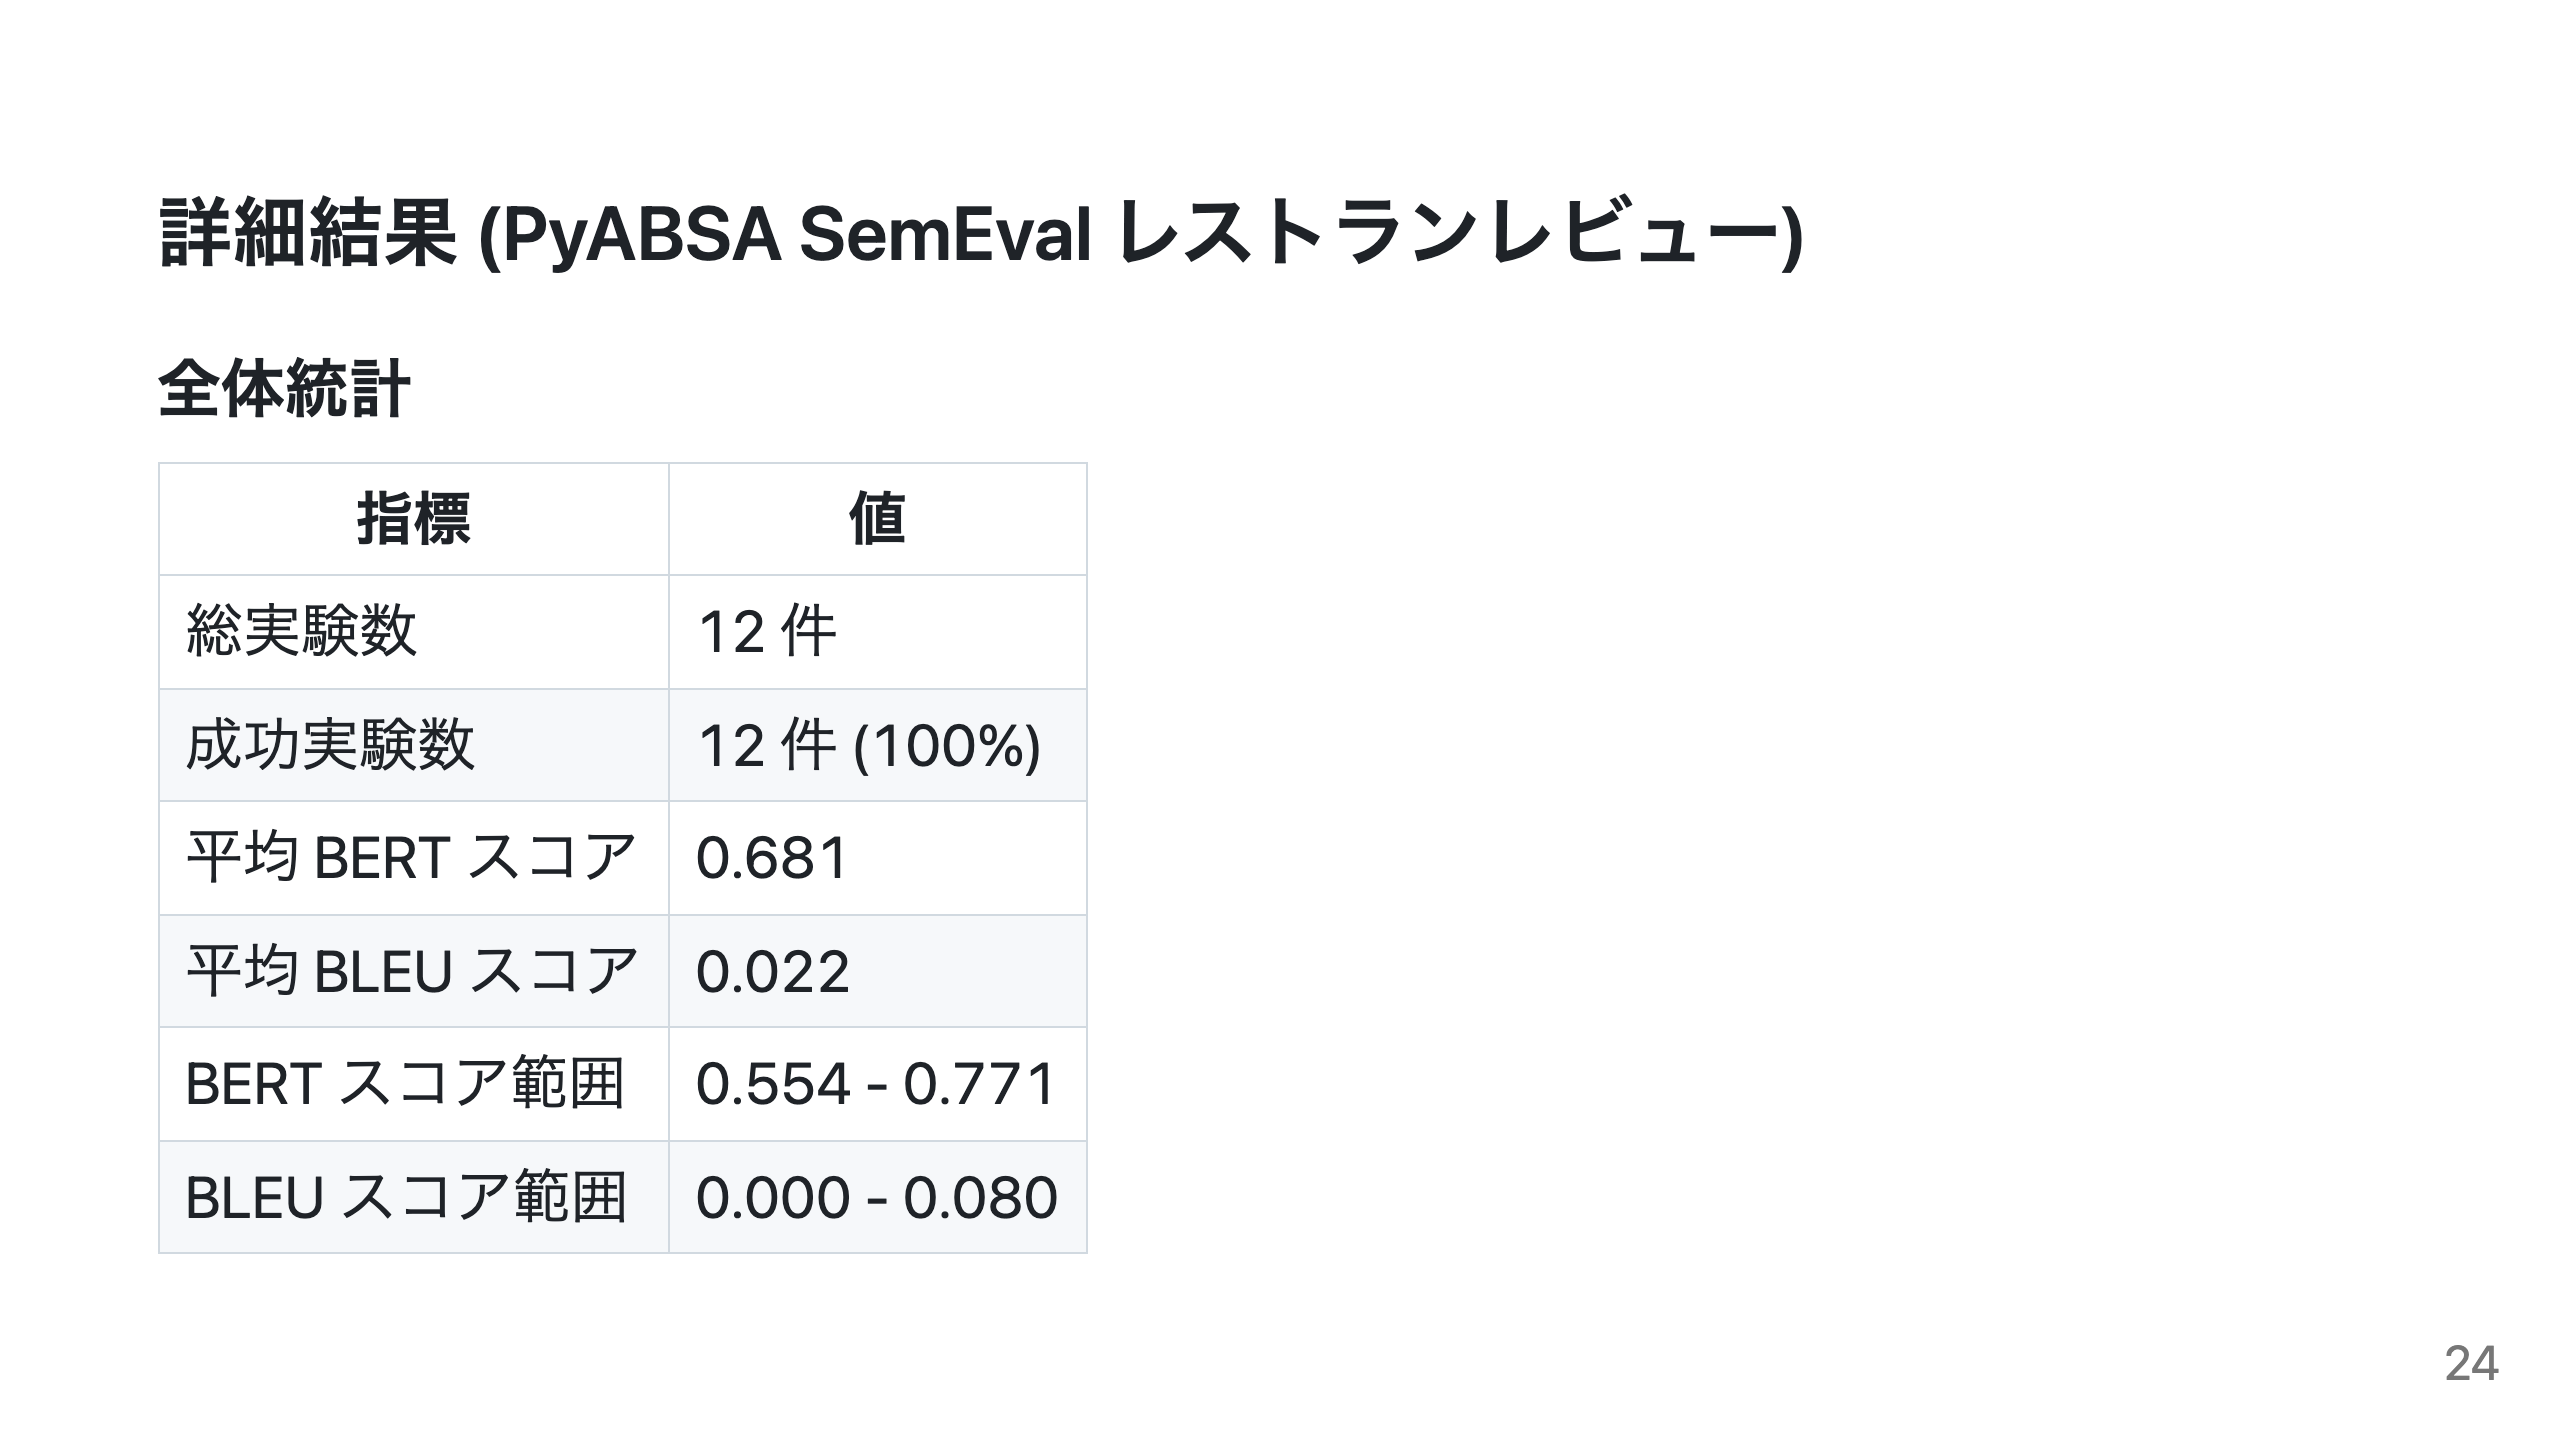 詳細結果 (PyABSA SemEval レストランレビュー)
全体統計
指標 値
総実験数 12 件
成功実験数 12 件 (100%)
平均 BERT スコア 0.681
平均 BLEU スコア 0.022
BERT スコア範囲 0.554 - 0.771
BLEU スコア範囲 0.000 - 0.080
24